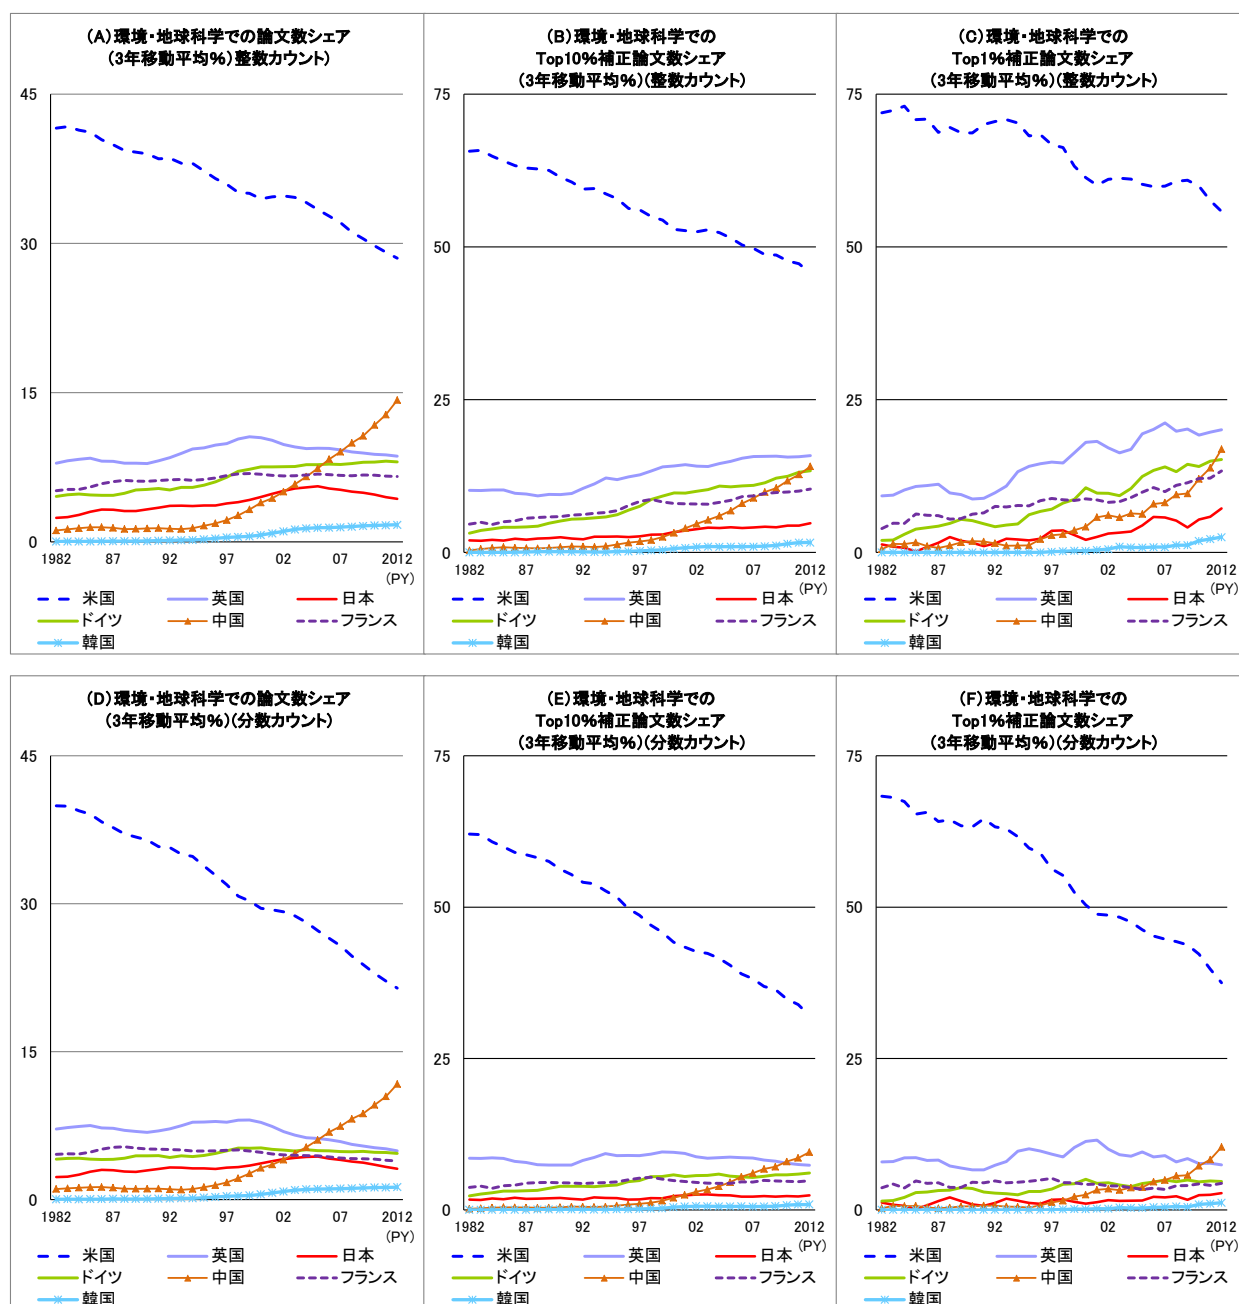 (A)環境・地球科学での論文数シェア
(3年移動平均%)整数カウント)
45
30
15
0
1982 87 92 97 02 07 2012
(PY)
米国 英国 日本
ドイツ 中国 フランス
韓国
(B)環境・地球科学での
Top10%補正論文数シェア
(3年移動平均%)(整数カウント)
75
50
25
0
1982 87 92 97 02 07 2012
(PY)
米国 英国 日本
ドイツ 中国 フランス
韓国
(C)環境・地球科学での
Top1%補正論文数シェア
(3年移動平均%)(整数カウント)
75
50
25
0
1982 87 92 97 02 07 2012
(PY)
米国 英国 日本
ドイツ 中国 フランス
韓国
(D)環境・地球科学での論文数シェア
(3年移動平均%)(分数カウント)
45
30
15
0
1982 87 92 97 02 07 2012
(PY)
米国 英国 日本
ドイツ 中国 フランス
韓国
(E)環境・地球科学での
Top10%補正論文数シェア
(3年移動平均%)(分数カウント)
75
50
25
0
1982 87 92 97 02 07 2012
(PY)
米国 英国 日本
ドイツ 中国 フランス
韓国
(F)環境・地球科学での
Top1%補正論文数シェア
(3年移動平均%)(分数カウント)
75
50
25
0
1982 87 92 97 02 07 2012
(PY)
米国 英国 日本
ドイツ 中国 フランス
韓国